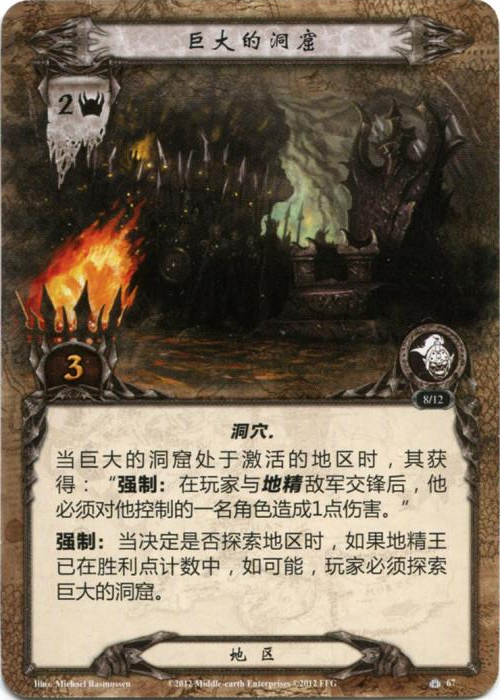 巨大的洞窟
2
3
8/12
洞穴.
当巨大的洞窟处于激活的地区时，其获
得：“强制：在玩家与地精敌军交锋后，他
必须对他控制的一名角色造成1点伤害。”
强制：当决定是否探索地区时，如果地精王
已在胜利点计数中，如可能，玩家必须探索
巨大的洞窟。
地区
Illus. Michael Rasmussen
©2012 Middle-earth Enterprises ©2012 FFG
67